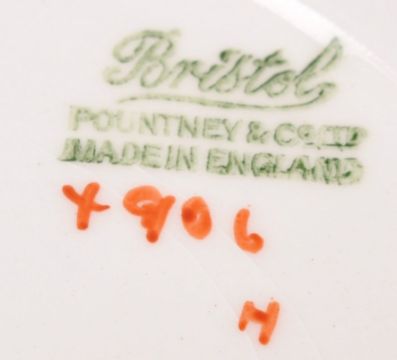 Bristol
POUNTNEY & CO. LTD
MADE IN ENGLAND
X906
H